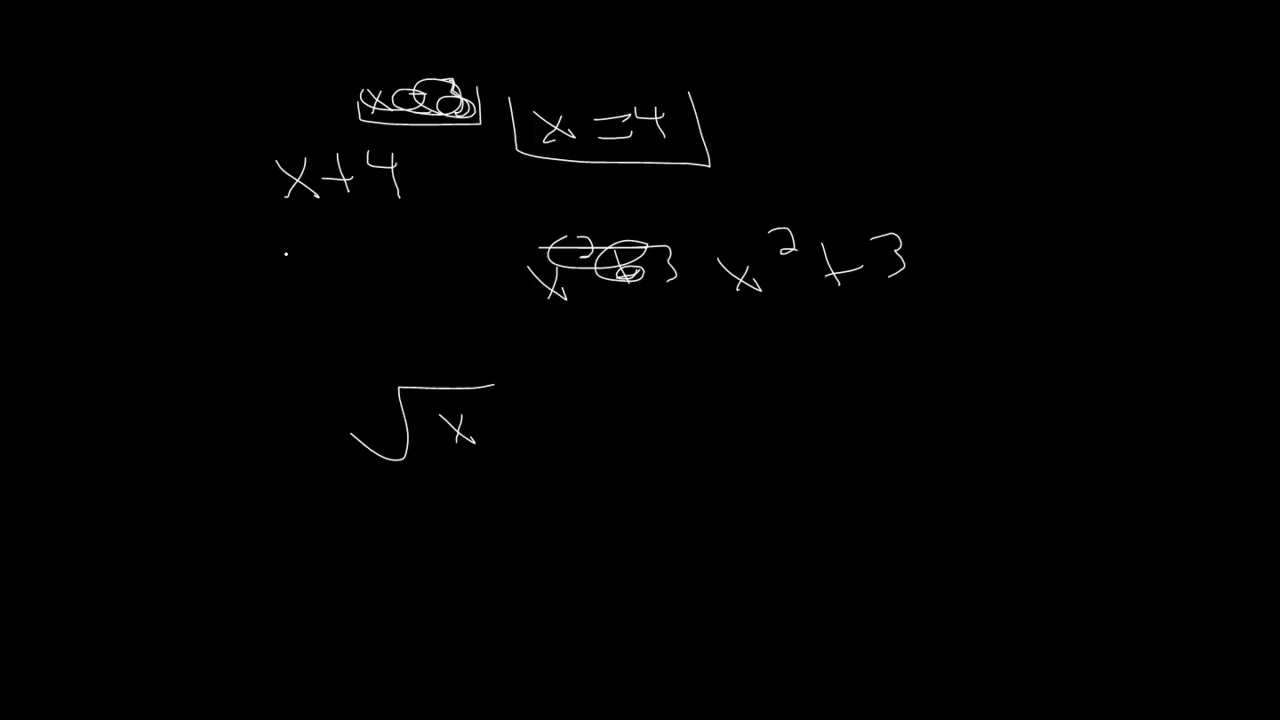 x = 4
x + 4
x² + 3
√x